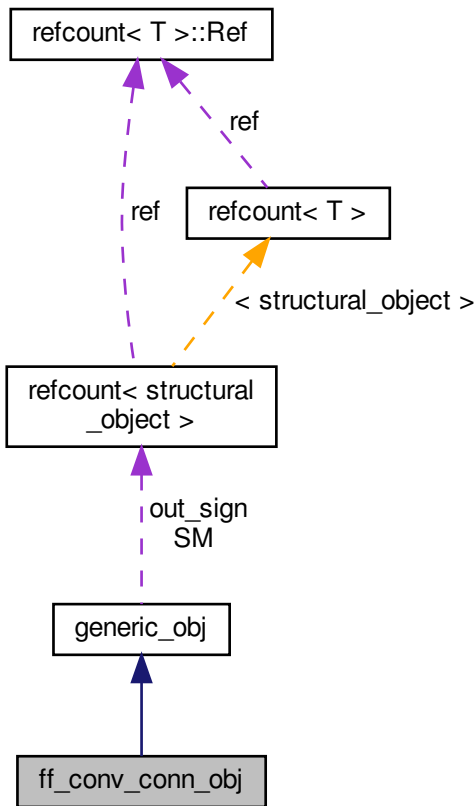 refcount< T >::Ref
ref
ref
refcount< T >
< structural_object >
refcount< structural
_object >
out_sign
SM
generic_obj
ff_conv_conn_obj